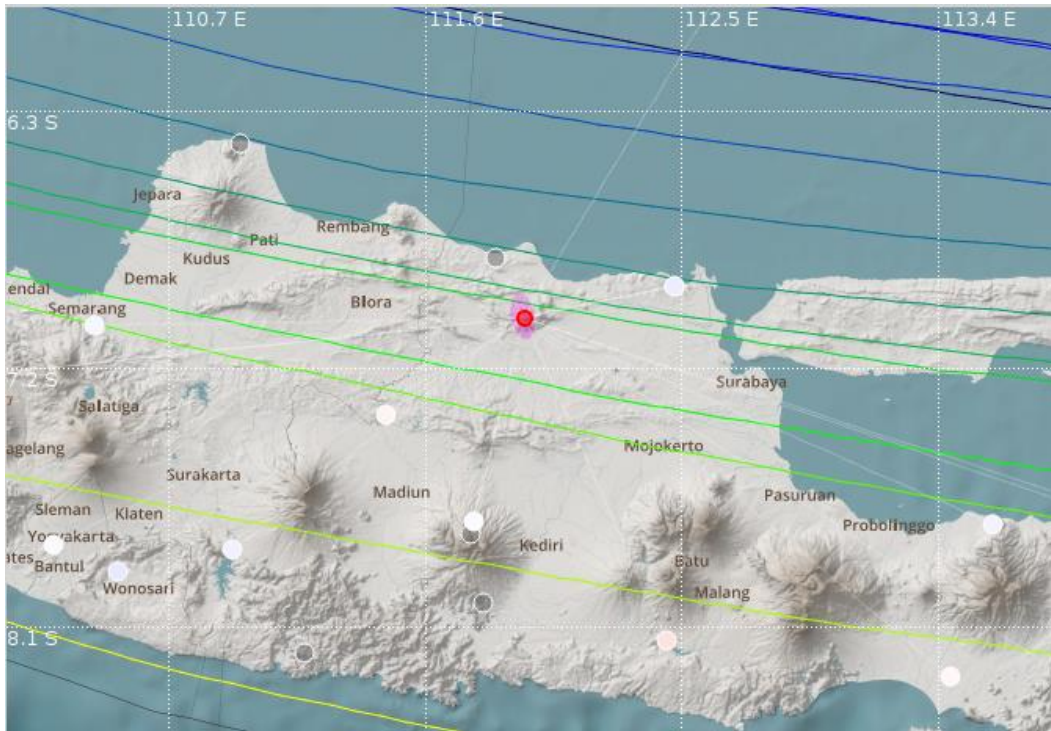 110.7 E
111.6 E
112.5 E
113.4 E
6.3 S
Jepara
Rembang
Pati
Kudus
Demak
endal
Blora
Semarang
7.2 S
Surabaya
Salatiga
agelang
Mojokerto
Surakarta
Madiun
Pasuruan
Sleman
Klaten
Probolinggo
Yogyakarta
Kediri
ates
Bantul
Batu
Wonosari
Malang
8.1 S